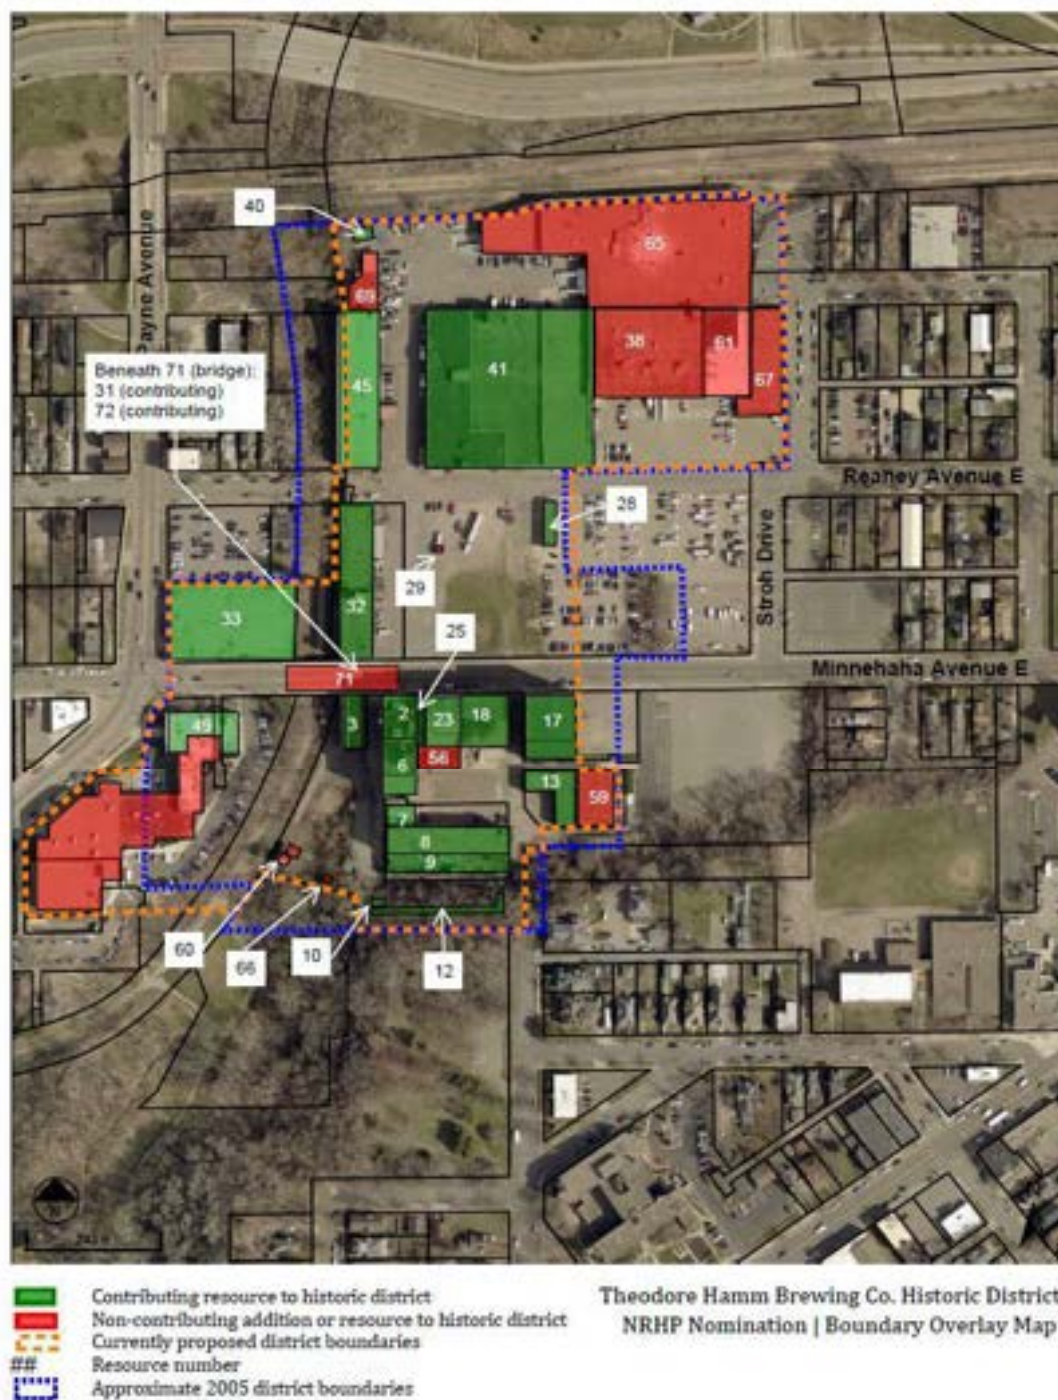 40
65
69
Payne Avenue
38
61
41
67
Beneath 71 (bridge):
31 (contributing)
72 (contributing)
45
Reaney Avenue E
28
29
Stroh Drive
32
33
25
Minnehaha Avenue E
71
2
23
18
17
3
49
56
6
13
59
7
8
9
60
66
10
12
Contributing resource to historic district
Non-contributing addition or resource to historic district
Currently proposed district boundaries
## Resource number
Approximate 2005 district boundaries
Theodore Hamm Brewing Co. Historic District
NRHP Nomination | Boundary Overlay Map